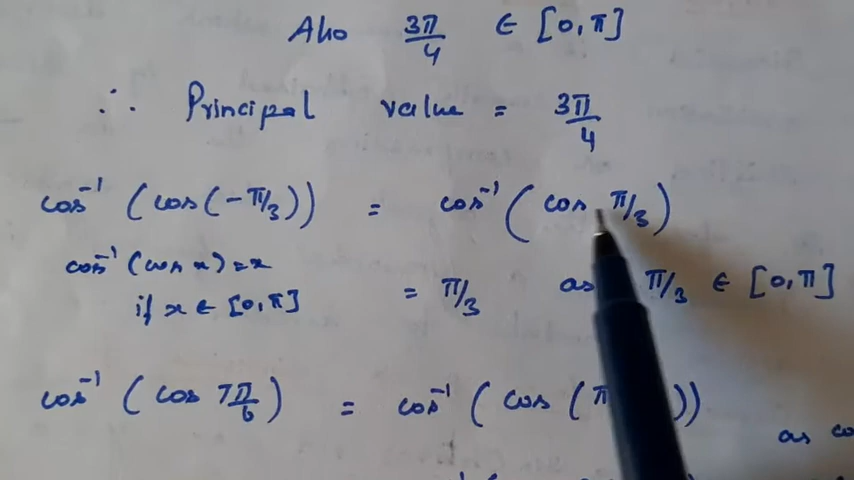 Also 3π/4 ∈ [0, π]
∴ Principal value = 3π/4
cos⁻¹ (cos(-π/3)) = cos⁻¹ (cos π/3)
cos⁻¹ (cos x) = x
if x ∈ [0, π]
= π/3 as π/3 ∈ [0, π]
cos⁻¹ (cos 7π/6) = cos⁻¹ (cos (π ))
as co